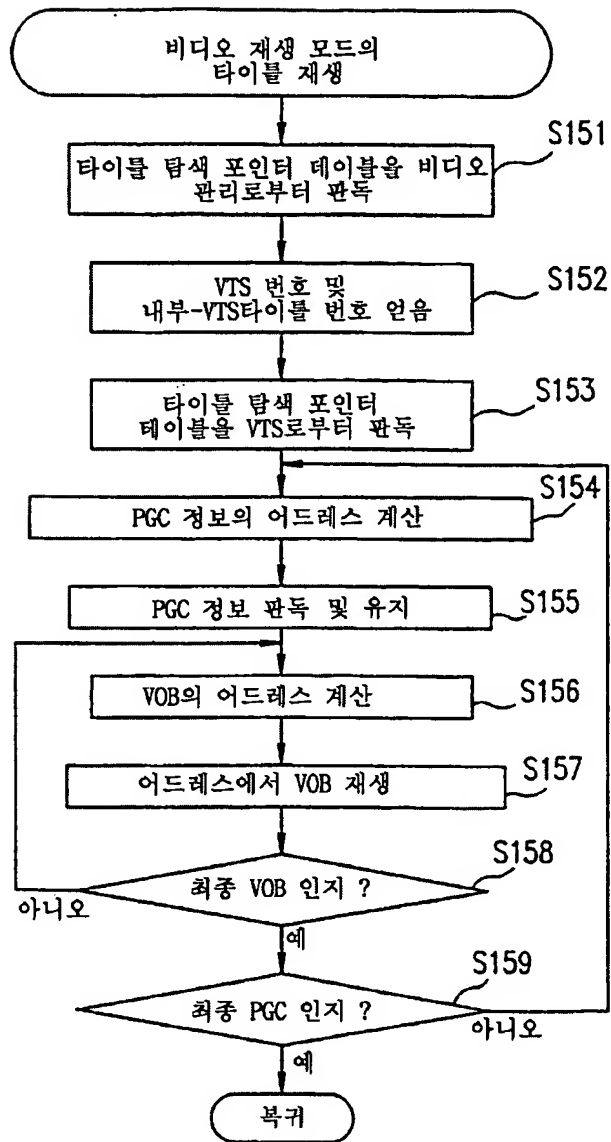 비디오 재생 모드의
타이틀 재생
S151
타이틀 탐색 포인터 테이블을 비디오
관리로부터 판독
S152
VTS 번호 및
내부-VTS타이틀 번호 얻음
S153
타이틀 탐색 포인터
테이블을 VTS로부터 판독
S154
PGC 정보의 어드레스 계산
S155
PGC 정보 판독 및 유지
S156
VOB의 어드레스 계산
S157
어드레스에서 VOB 재생
S158
최종 VOB 인지 ?
아니오
예
S159
최종 PGC 인지 ?
아니오
예
복귀